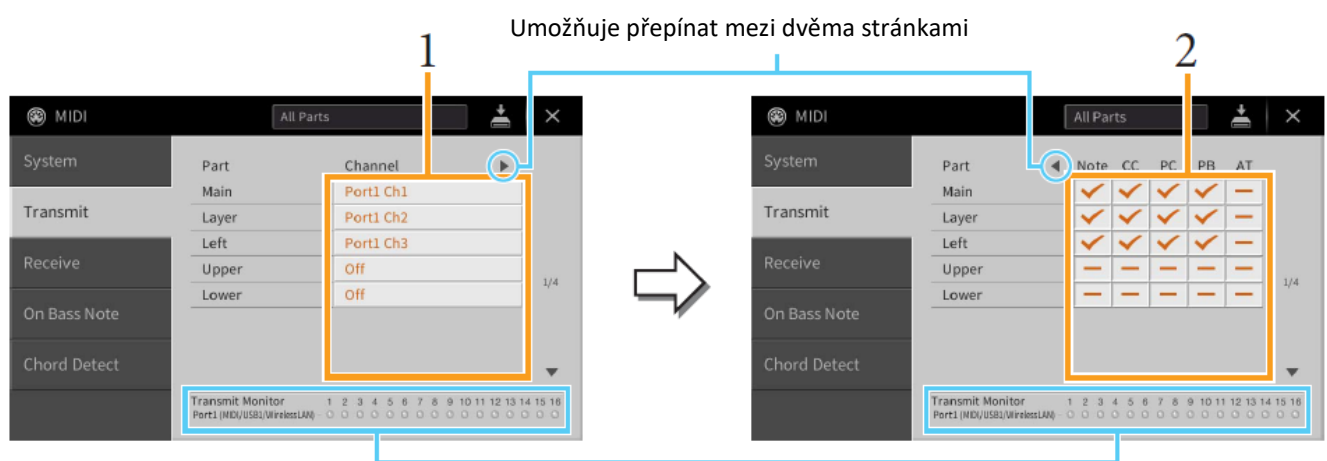 Umožňuje přepínat mezi dvěma stránkami
1
2
MIDI
All Parts
System
Transmit
Receive
On Bass Note
Chord Detect
Part Channel
Main Port1 Ch1
Layer Port1 Ch2
Left Port1 Ch3
Upper Off
Lower Off
1/4
Transmit Monitor 1 2 3 4 5 6 7 8 9 10 11 12 13 14 15 16
Port1 (MIDI/USB1/WirelessLAN)
MIDI
All Parts
System
Transmit
Receive
On Bass Note
Chord Detect
Part Note CC PC PB AT
Main
Layer
Left
Upper
Lower
1/4
Transmit Monitor 1 2 3 4 5 6 7 8 9 10 11 12 13 14 15 16
Port1 (MIDI/USB1/WirelessLAN)